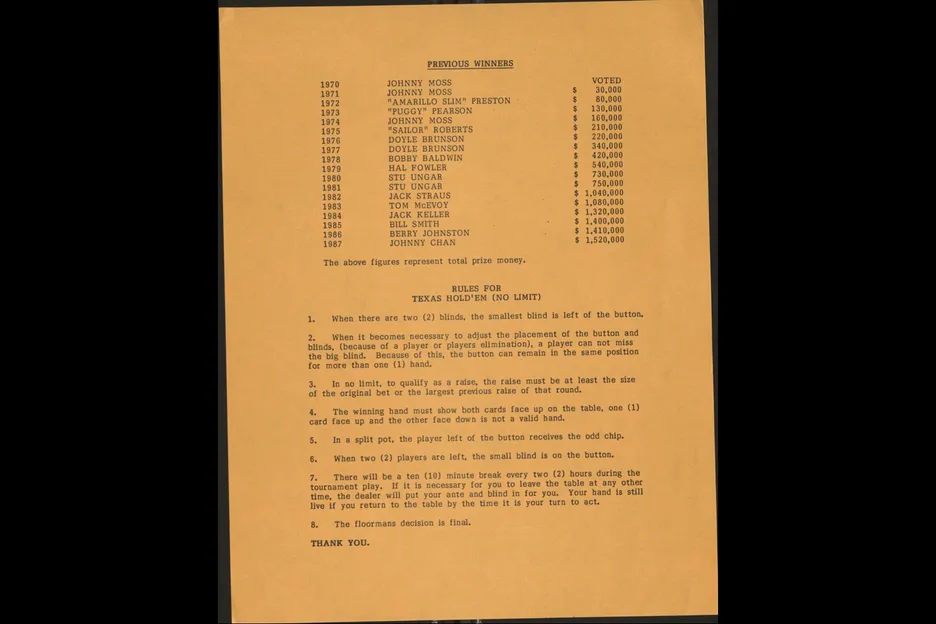 PREVIOUS WINNERS
1970 JOHNNY MOSS VOTED
1971 JOHNNY MOSS $ 30,000
1972 "AMARILLO SLIM" PRESTON $ 80,000
1973 "PUGGY" PEARSON $ 130,000
1974 JOHNNY MOSS $ 160,000
1975 "SAILOR" ROBERTS $ 210,000
1976 DOYLE BRUNSON $ 220,000
1977 DOYLE BRUNSON $ 340,000
1978 BOBBY BALDWIN $ 420,000
1979 HAL FOWLER $ 540,000
1980 STU UNGAR $ 730,000
1981 STU UNGAR $ 750,000
1982 JACK STRAUS $ 1,040,000
1983 TOM McEVOY $ 1,080,000
1984 JACK KELLER $ 1,320,000
1985 BILL SMITH $ 1,400,000
1986 BERRY JOHNSTON $ 1,410,000
1987 JOHNNY CHAN $ 1,520,000
The above figures represent total prize money.
RULES FOR
TEXAS HOLD'EM (NO LIMIT)
1. When there are two (2) blinds, the smallest blind is left of the button.
2. When it becomes necessary to adjust the placement of the button and
blinds, (because of a player or players elimination), a player can not miss
the big blind. Because of this, the button can remain in the same position
for more than one (1) hand.
3. In no limit, to qualify as a raise, the raise must be at least the size
of the original bet or the largest previous raise of that round.
4. The winning hand must show both cards face up on the table, one (1)
card face up and the other face down is not a valid hand.
5. In a split pot, the player left of the button receives the odd chip.
6. When two (2) players are left, the small blind is on the button.
7. There will be a ten (10) minute break every two (2) hours during the
tournament play. If it is necessary for you to leave the table at any other
time, the dealer will put your ante and blind in for you. Your hand is still
live if you return to the table by the time it is your turn to act.
8. The floormans decision is final.
THANK YOU.